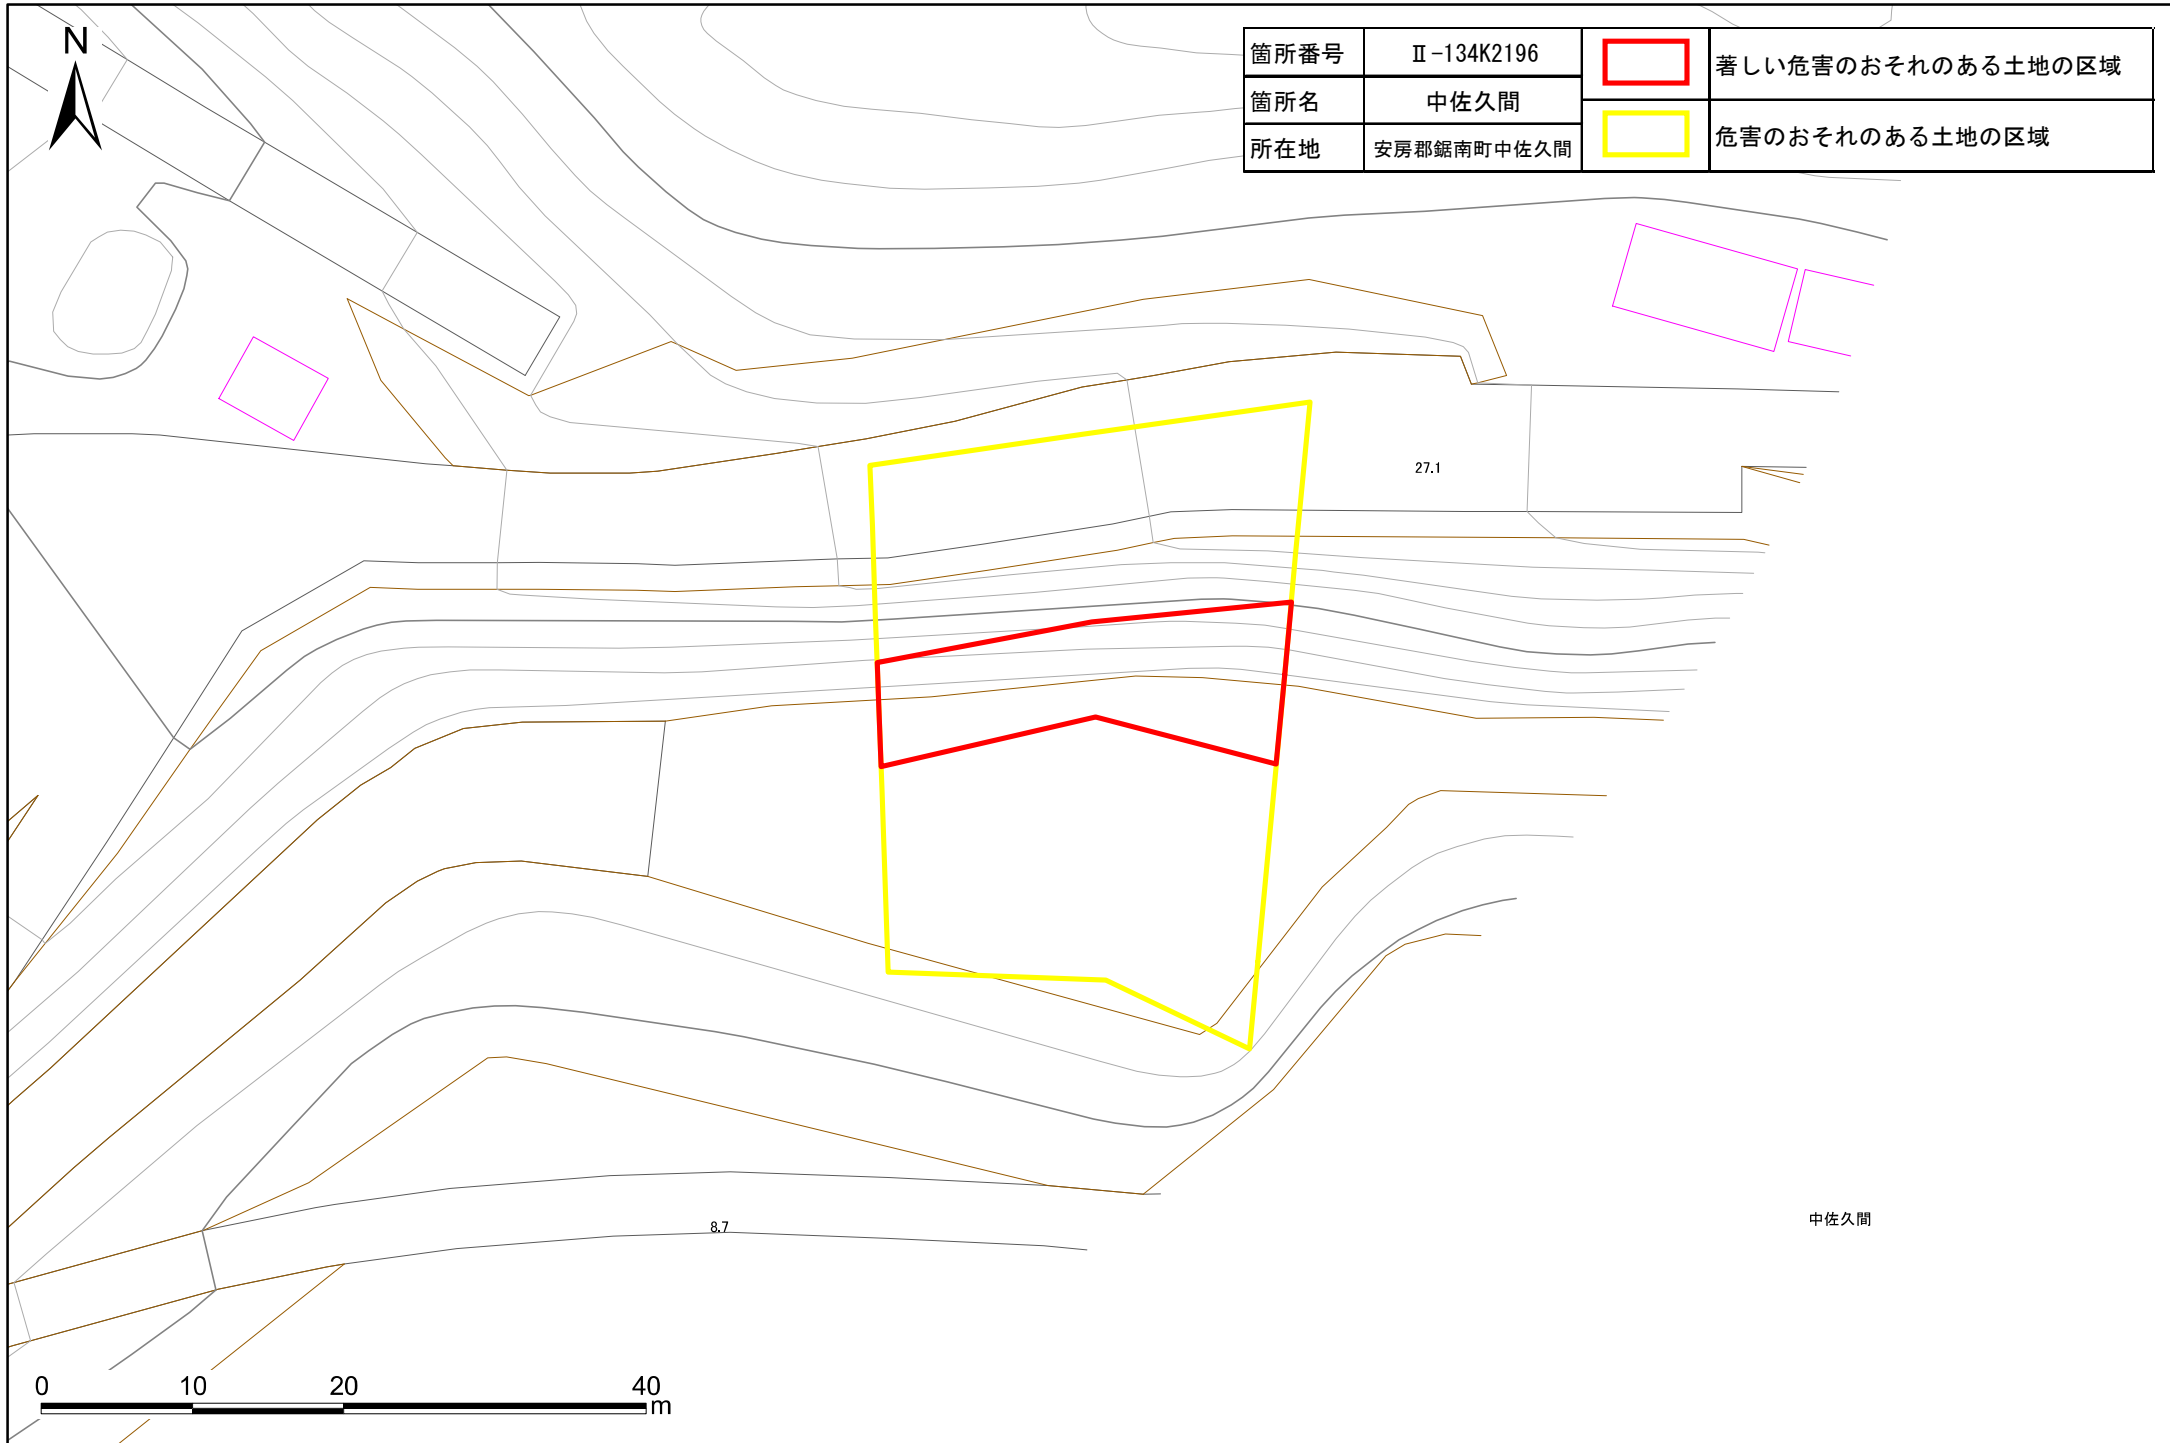 N
箇所番号 Ⅱ-134K2196
著しい危害のおそれのある土地の区域
箇所名 中佐久間
危害のおそれのある土地の区域
所在地 安房郡鋸南町中佐久間
27.1
中佐久間
8.7
0 10 20 40
m